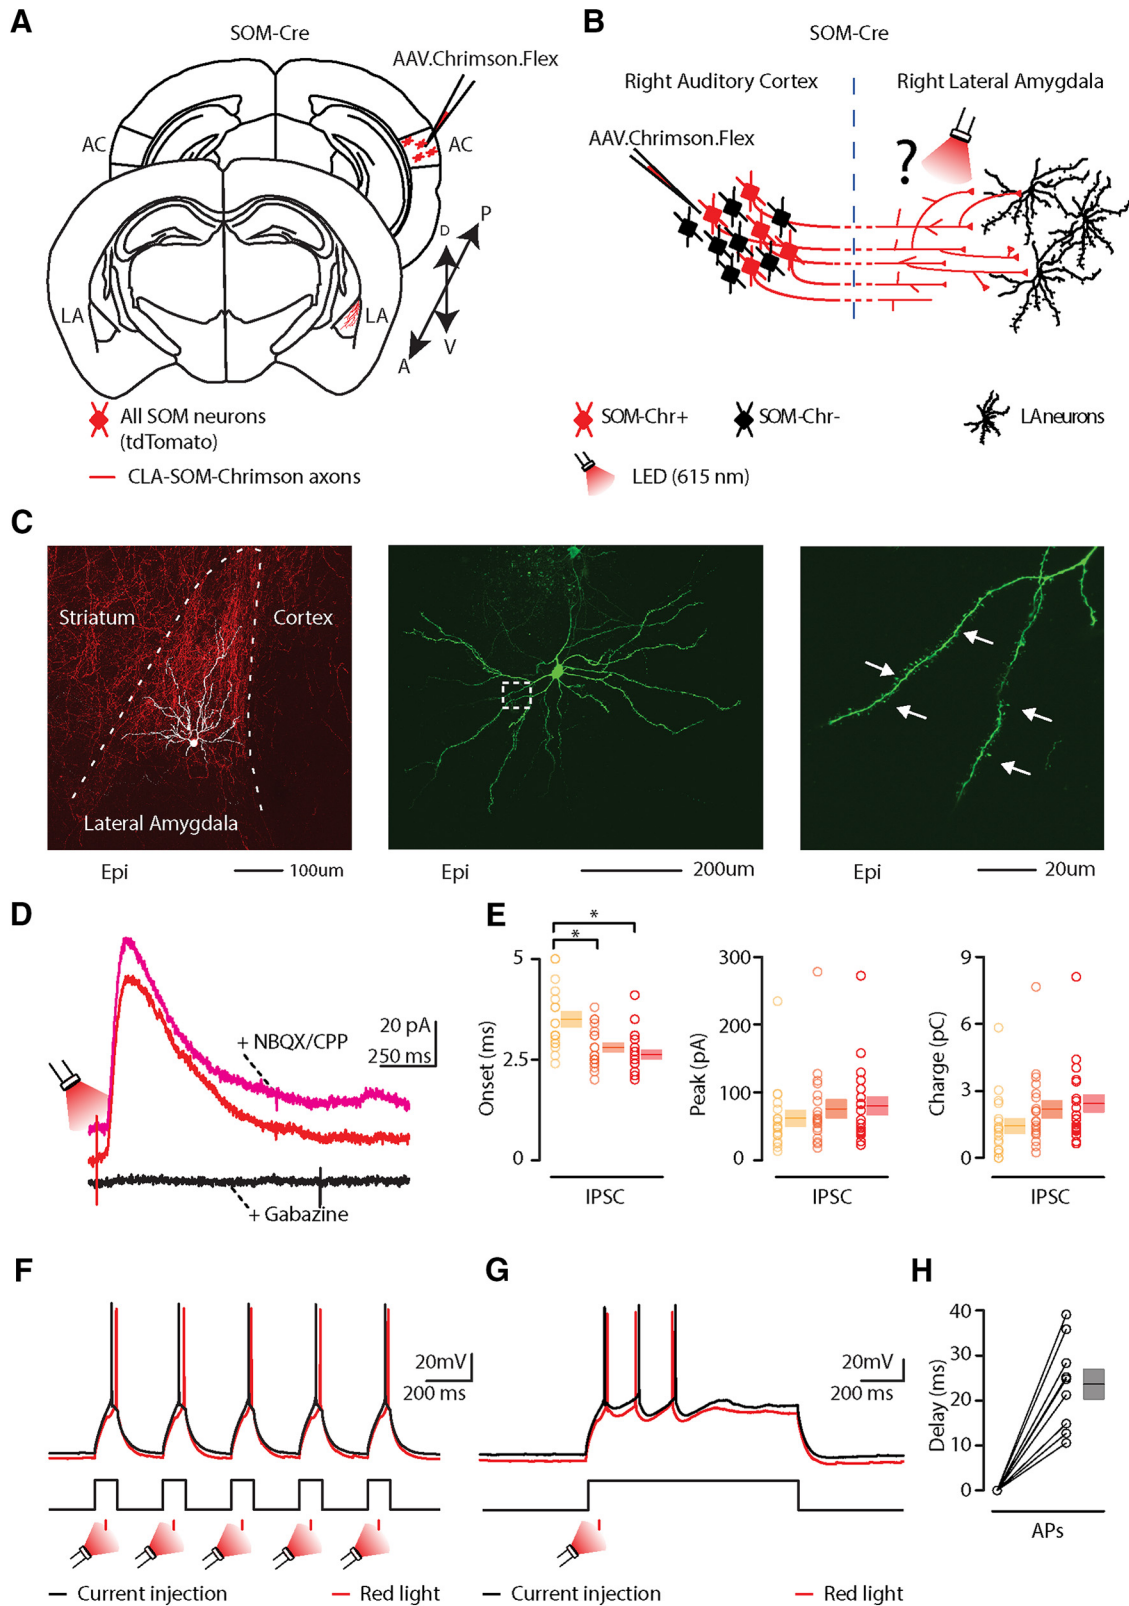 A
SOM-Cre
AAV.Chrimson.Flex
AC
AC
P
D
LA
LA
V
A
All SOM neurons
(tdTomato)
CLA-SOM-Chrimson axons
B
SOM-Cre
Right Auditory Cortex
Right Lateral Amygdala
AAV.Chrimson.Flex
?
SOM-Chr+
SOM-Chr-
LAneurons
LED (615 nm)
C
Striatum
Cortex
Lateral Amygdala
Epi
100um
Epi
200um
Epi
20um
D
20 pA
250 ms
+ NBQX/CPP
+ Gabazine
E
*
*
5
2.5
0
Onset (ms)
IPSC
300
200
100
0
Peak (pA)
IPSC
9
6
3
0
Charge (pC)
IPSC
F
20mV
200 ms
Current injection
Red light
G
20mV
200 ms
Current injection
Red light
H
40
30
20
10
0
Delay (ms)
APs